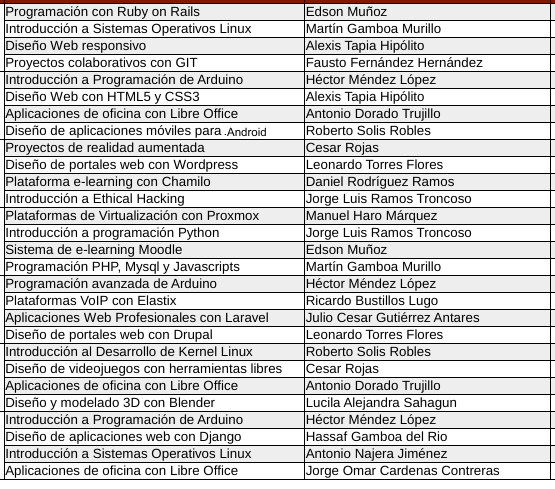 Programación con Ruby on Rails Edson Muñoz
Introducción a Sistemas Operativos Linux Martín Gamboa Murillo
Diseño Web responsivo Alexis Tapia Hipólito
Proyectos colaborativos con GIT Fausto Fernández Hernández
Introducción a Programación de Arduino Héctor Méndez López
Diseño Web con HTML5 y CSS3 Alexis Tapia Hipólito
Aplicaciones de oficina con Libre Office Antonio Dorado Trujillo
Diseño de aplicaciones móviles para .Android Roberto Solis Robles
Proyectos de realidad aumentada Cesar Rojas
Diseño de portales web con Wordpress Leonardo Torres Flores
Plataforma e-learning con Chamilo Daniel Rodríguez Ramos
Introducción a Ethical Hacking Jorge Luis Ramos Troncoso
Plataformas de Virtualización con Proxmox Manuel Haro Márquez
Introducción a programación Python Jorge Luis Ramos Troncoso
Sistema de e-learning Moodle Edson Muñoz
Programación PHP, Mysql y Javascripts Martín Gamboa Murillo
Programación avanzada de Arduino Héctor Méndez López
Plataformas VoIP con Elastix Ricardo Bustillos Lugo
Aplicaciones Web Profesionales con Laravel Julio Cesar Gutiérrez Antares
Diseño de portales web con Drupal Leonardo Torres Flores
Introducción al Desarrollo de Kernel Linux Roberto Solis Robles
Diseño de videojuegos con herramientas libres Cesar Rojas
Aplicaciones de oficina con Libre Office Antonio Dorado Trujillo
Diseño y modelado 3D con Blender Lucila Alejandra Sahagun
Introducción a Programación de Arduino Héctor Méndez López
Diseño de aplicaciones web con Django Hassaf Gamboa del Rio
Introducción a Sistemas Operativos Linux Antonio Najera Jiménez
Aplicaciones de oficina con Libre Office Jorge Omar Cardenas Contreras